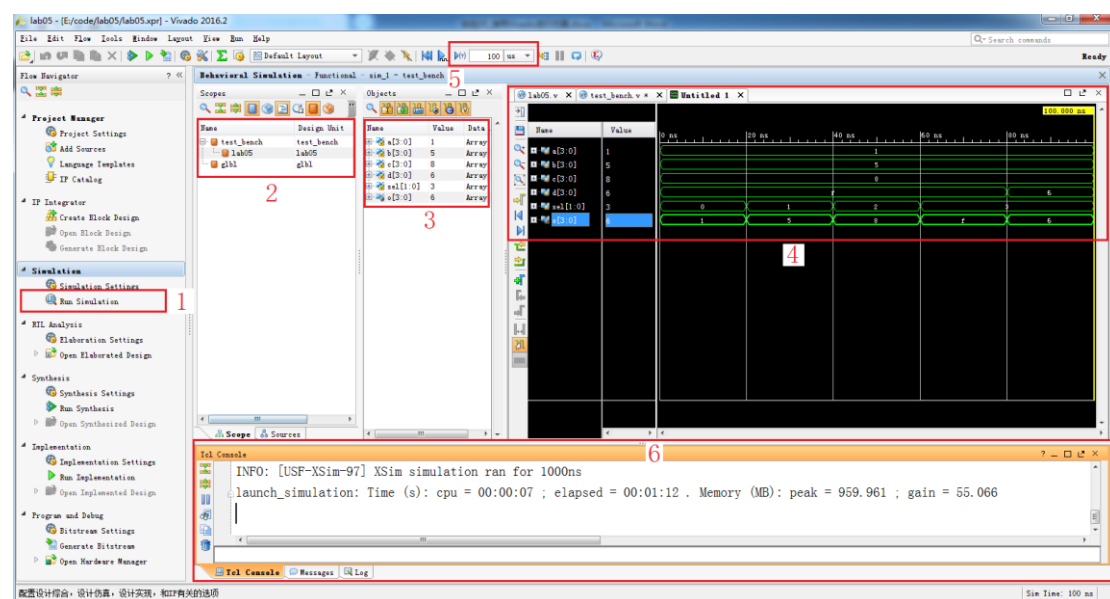 lab05 - [E:/code/lab05/lab05.xpr] - Vivado 2016.2
File Edit Flow Tools Window Layout View Run Help
Search commands
Default Layout
100 us
Ready
Flow Navigator
Project Manager
Project Settings
Add Sources
Language Templates
IP Catalog
IP Integrator
Create Block Design
Open Block Design
Generate Block Design
Simulation
Simulation Settings
Run Simulation
1
RTL Analysis
Elaboration Settings
Open Elaborated Design
Synthesis
Synthesis Settings
Run Synthesis
Open Synthesized Design
Implementation
Implementation Settings
Run Implementation
Open Implemented Design
Program and Debug
Bitstream Settings
Generate Bitstream
Open Hardware Manager
Behavioral Simulation - Functional - sim_1 - test_bench
5
Scopes
Name Design Unit
test_bench test_bench
lab05 lab05
glbl glbl
2
Scope Sources
Objects
Name Value Data
a[3:0] 1 Array
b[3:0] 5 Array
c[3:0] 8 Array
d[3:0] 6 Array
sel[1:0] 3 Array
o[3:0] 6 Array
3
lab05.v test_bench.v * Untitled 1
100.000 ns
Name Value 0 ns 20 ns 40 ns 60 ns 80 ns
a[3:0] 1 1
b[3:0] 5 5
c[3:0] 8 8
d[3:0] 6 f 6
sel[1:0] 3 0 1 2 3
o[3:0] 6 1 5 8 f 6
4
Tcl Console
6
INFO: [USF-XSim-97] XSim simulation ran for 1000ns
launch_simulation: Time (s): cpu = 00:00:07 ; elapsed = 00:01:12 . Memory (MB): peak = 959.961 ; gain = 55.066
Tcl Console Messages Log
配置设计综合，设计仿真，设计实现，和IP有关的选项
Sim Time: 100 ns